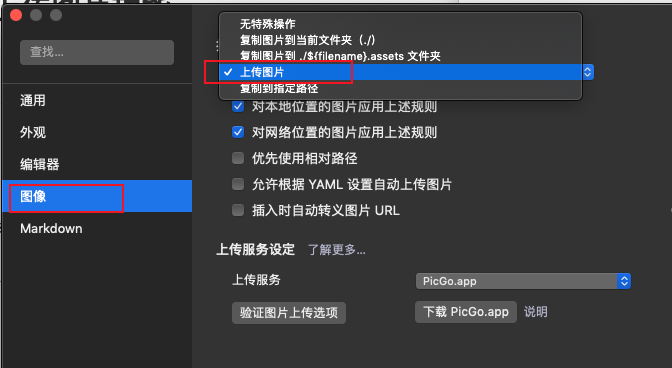 无特殊操作
查找...
复制图片到当前文件夹（./）
复制图片到 ./${filename}.assets 文件夹
✓ 上传图片
复制到指定路径
通用
对本地位置的图片应用上述规则
外观
对网络位置的图片应用上述规则
编辑器
优先使用相对路径
允许根据 YAML 设置自动上传图片
图像
插入时自动转义图片 URL
Markdown
上传服务设定 了解更多...
上传服务 PicGo.app
验证图片上传选项 下载 PicGo.app 说明